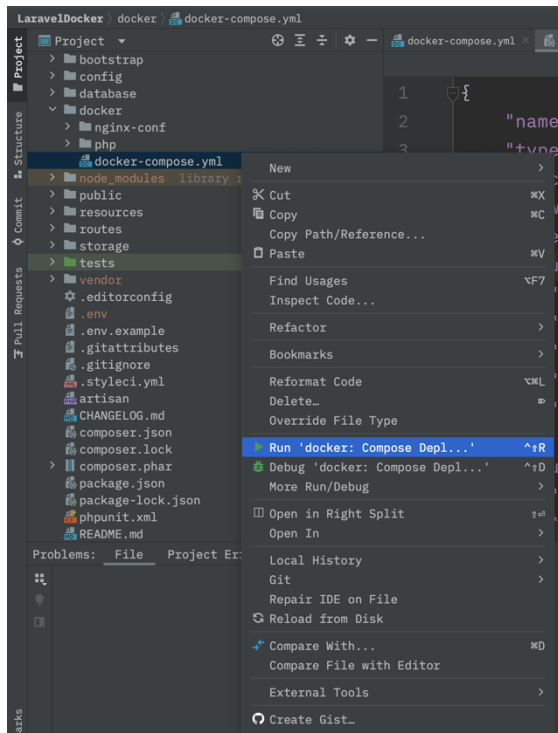 LaravelDocker docker docker-compose.yml
Project
docker-compose.yml
Project
Structure
Commit
Pull Requests
bootstrap
config
database
docker
nginx-conf
php
docker-compose.yml
node_modules library
public
resources
routes
storage
tests
vendor
.editorconfig
.env
.env.example
.gitattributes
.gitignore
.styleci.yml
artisan
CHANGELOG.md
composer.json
composer.lock
composer.phar
package.json
package-lock.json
phpunit.xml
README.md
1 {
2 "name
3 "type
New
Cut ⌘X
Copy ⌘C
Copy Path/Reference...
Paste ⌘V
Find Usages ⌥F7
Inspect Code...
Refactor
Bookmarks
Reformat Code ⌥⌘L
Delete… ⌦
Override File Type
Run 'docker: Compose Depl...' ^⇧R
Debug 'docker: Compose Depl...' ^⇧D
More Run/Debug
Open in Right Split ⇧⏎
Open In
Local History
Git
Repair IDE on File
Reload from Disk
Compare With... ⌘D
Compare File with Editor
External Tools
Create Gist…
Problems: File Project Er
arks